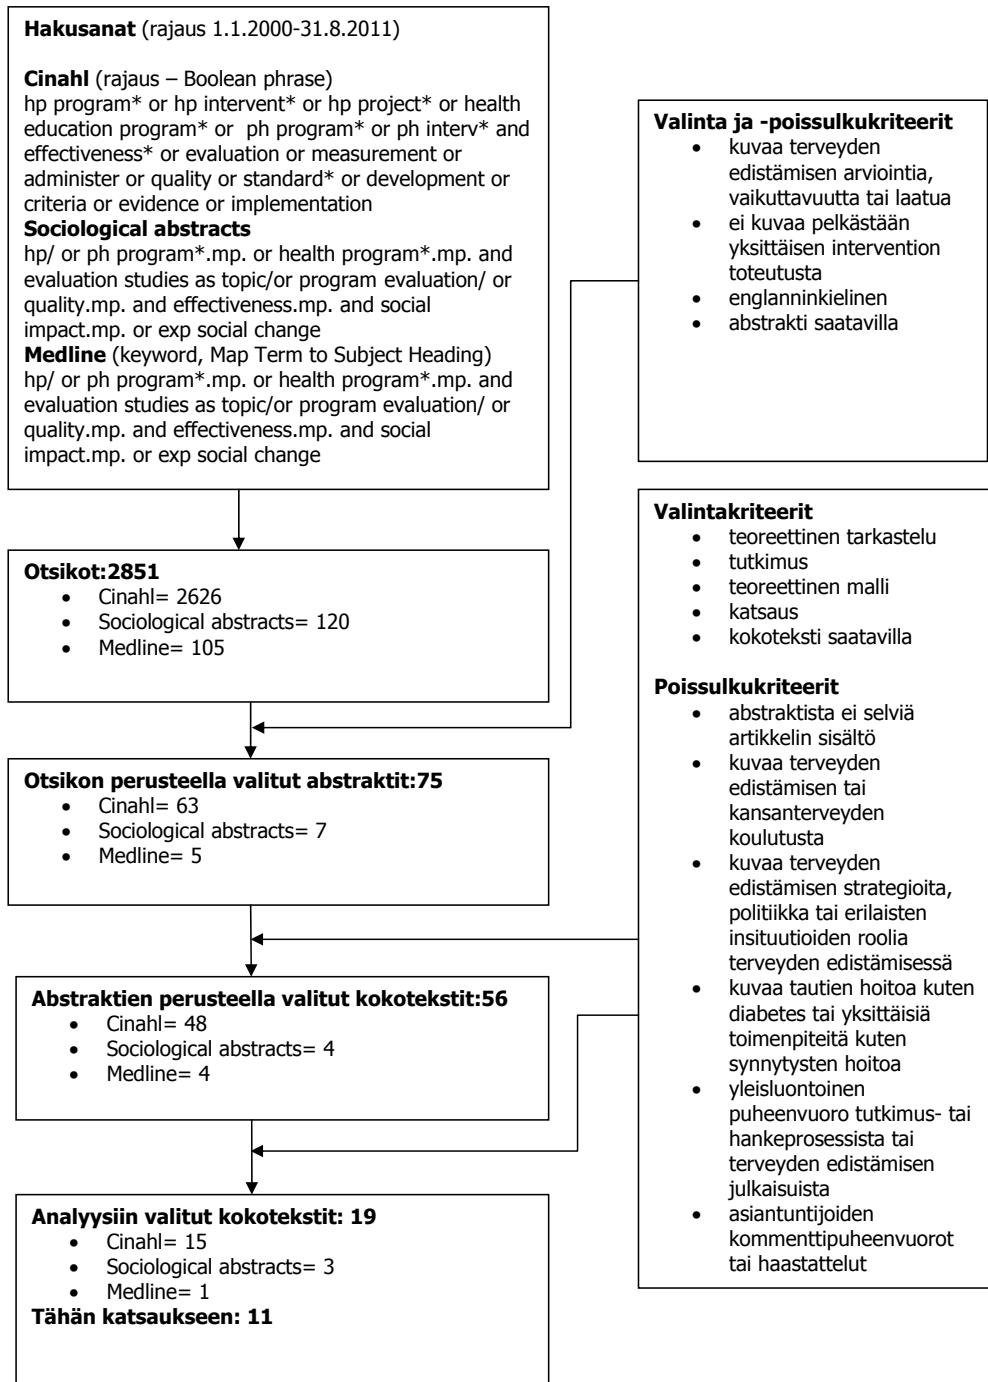 Hakusanat (rajaus 1.1.2000-31.8.2011)
Cinahl (rajaus – Boolean phrase)
hp program* or hp intervent* or hp project* or health
education program* or ph program* or ph interv* and
effectiveness* or evaluation or measurement or
administer or quality or standard* or development or
criteria or evidence or implementation
Sociological abstracts
hp/ or ph program*.mp. or health program*.mp. and
evaluation studies as topic/or program evaluation/ or
quality.mp. and effectiveness.mp. and social
impact.mp. or exp social change
Medline (keyword, Map Term to Subject Heading)
hp/ or ph program*.mp. or health program*.mp. and
evaluation studies as topic/or program evaluation/ or
quality.mp. and effectiveness.mp. and social
impact.mp. or exp social change
Valinta ja -poissulkukriteerit
• kuvaa terveyden
edistämisen arviointia,
vaikuttavuutta tai laatua
• ei kuvaa pelkästään
yksittäisen intervention
toteutusta
• englanninkielinen
• abstrakti saatavilla
Otsikot:2851
• Cinahl= 2626
• Sociological abstracts= 120
• Medline= 105
Valintakriteerit
• teoreettinen tarkastelu
• tutkimus
• teoreettinen malli
• katsaus
• kokoteksti saatavilla
Poissulkukriteerit
• abstraktista ei selviä
artikkelin sisältö
• kuvaa terveyden
edistämisen tai
kansanterveyden
koulutusta
• kuvaa terveyden
edistämisen strategioita,
politiikka tai erilaisten
insituutioiden roolia
terveyden edistämisessä
• kuvaa tautien hoitoa kuten
diabetes tai yksittäisiä
toimenpiteitä kuten
synnytysten hoitoa
• yleisluontoinen
puheenvuoro tutkimus- tai
hankeprosessista tai
terveyden edistämisen
julkaisuista
• asiantuntijoiden
kommenttipuheenvuorot
tai haastattelut
Otsikon perusteella valitut abstraktit:75
• Cinahl= 63
• Sociological abstracts= 7
• Medline= 5
Abstraktien perusteella valitut kokotekstit:56
• Cinahl= 48
• Sociological abstracts= 4
• Medline= 4
Analyysiin valitut kokotekstit: 19
• Cinahl= 15
• Sociological abstracts= 3
• Medline= 1
Tähän katsaukseen: 11